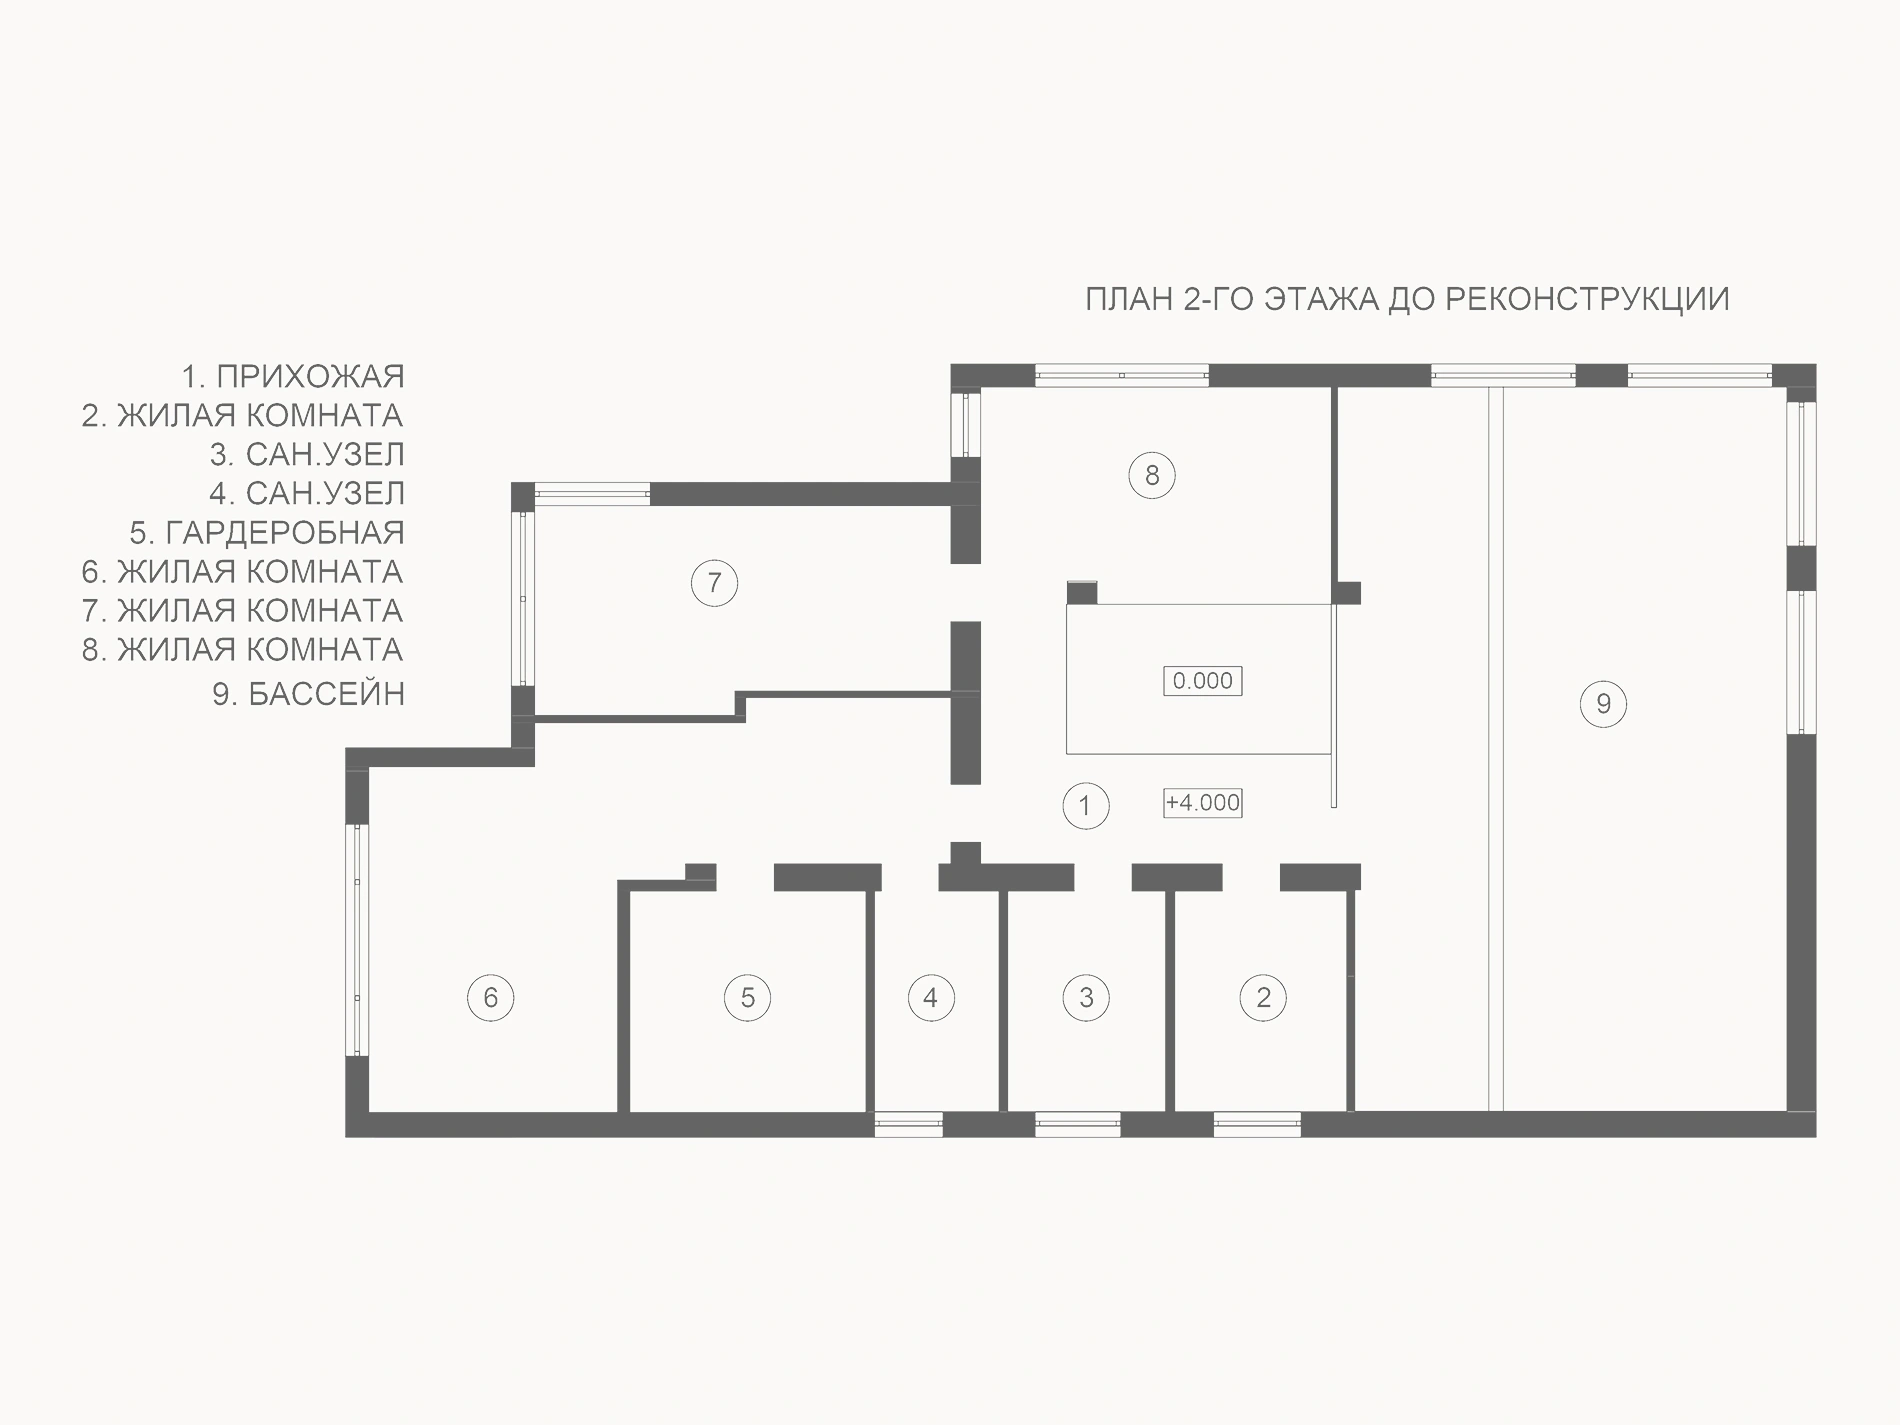 ПЛАН 2-ГО ЭТАЖА ДО РЕКОНСТРУКЦИИ
1. ПРИХОЖАЯ
2. ЖИЛАЯ КОМНАТА
3. САН.УЗЕЛ
4. САН.УЗЕЛ
5. ГАРДЕРОБНАЯ
6. ЖИЛАЯ КОМНАТА
7. ЖИЛАЯ КОМНАТА
8. ЖИЛАЯ КОМНАТА
9. БАССЕЙН
8
7
0.000
9
1
+4.000
6
5
4
3
2